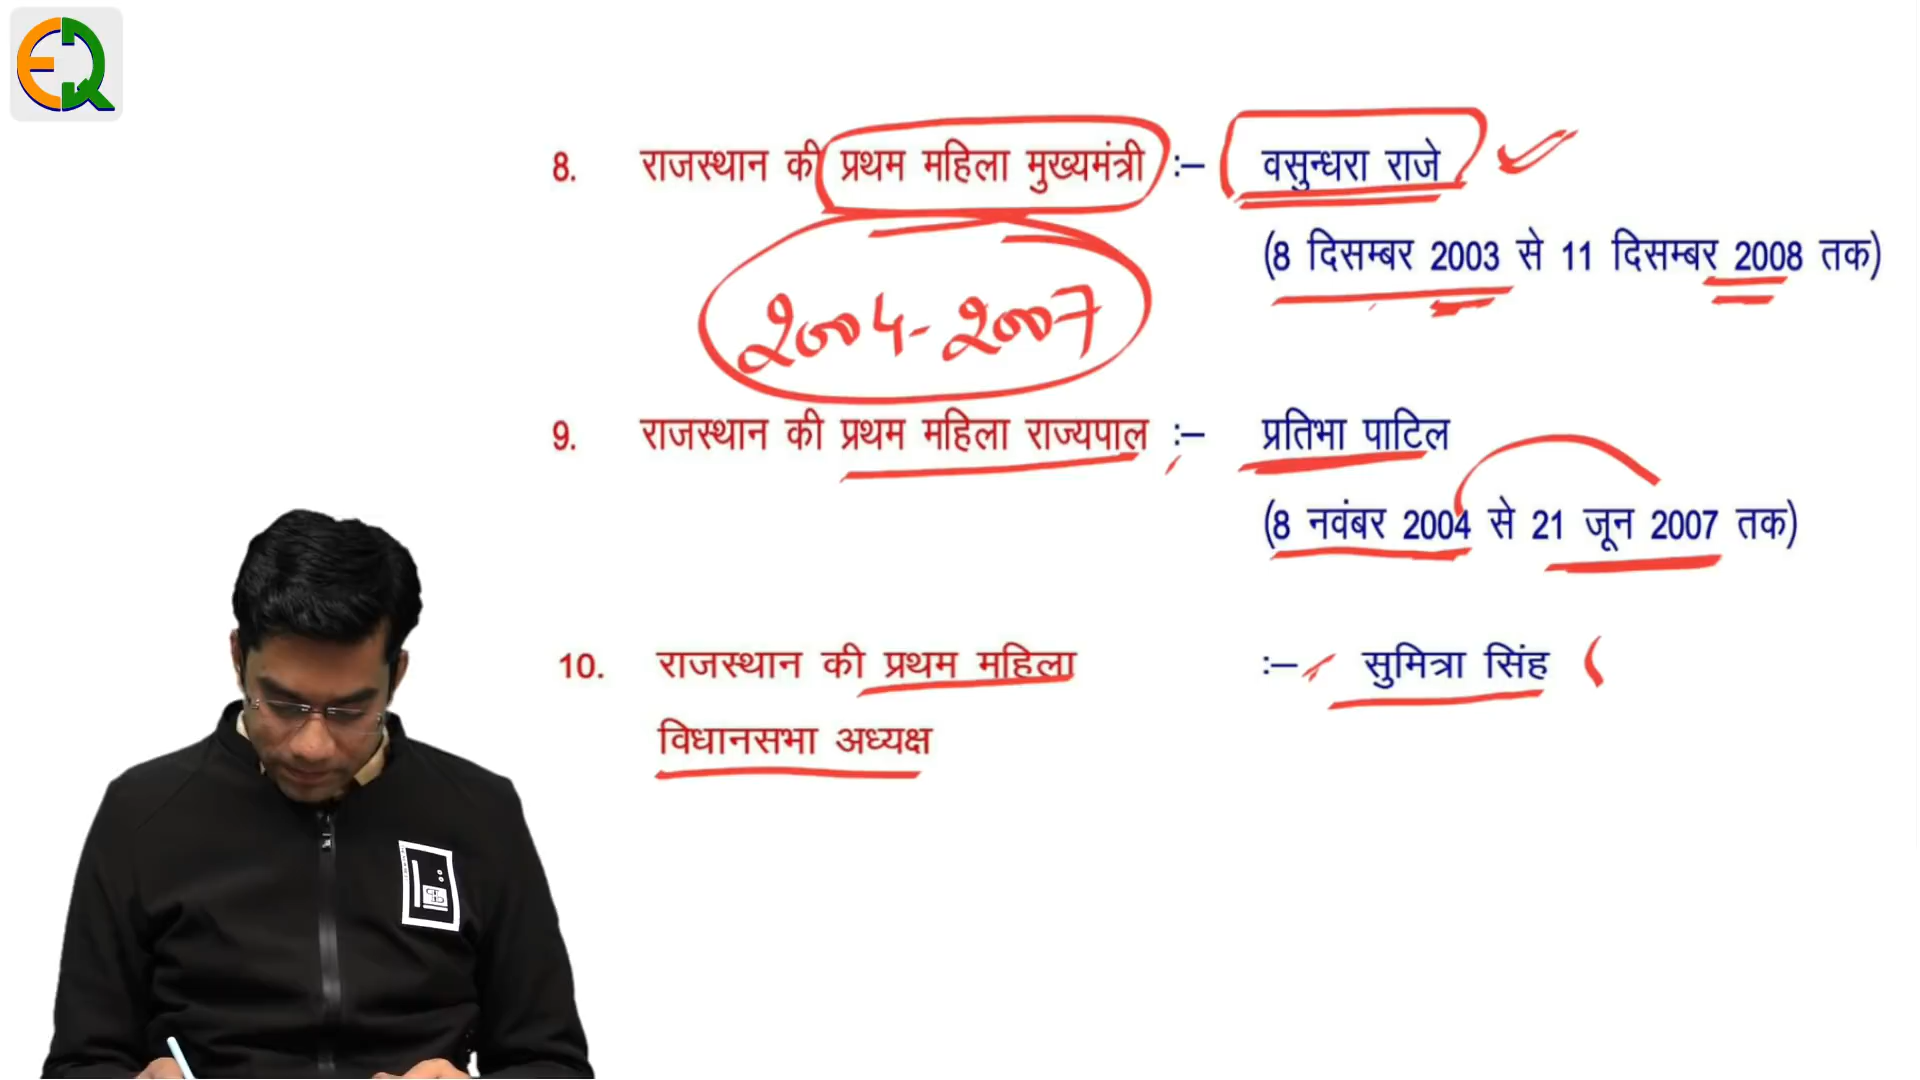 EQ
8. राजस्थान की प्रथम महिला मुख्यमंत्री :– वसुन्धरा राजे
(8 दिसम्बर 2003 से 11 दिसम्बर 2008 तक)
2004-2007
9. राजस्थान की प्रथम महिला राज्यपाल :– प्रतिभा पाटिल
(8 नवंबर 2004 से 21 जून 2007 तक)
10. राजस्थान की प्रथम महिला :– सुमित्रा सिंह
विधानसभा अध्यक्ष